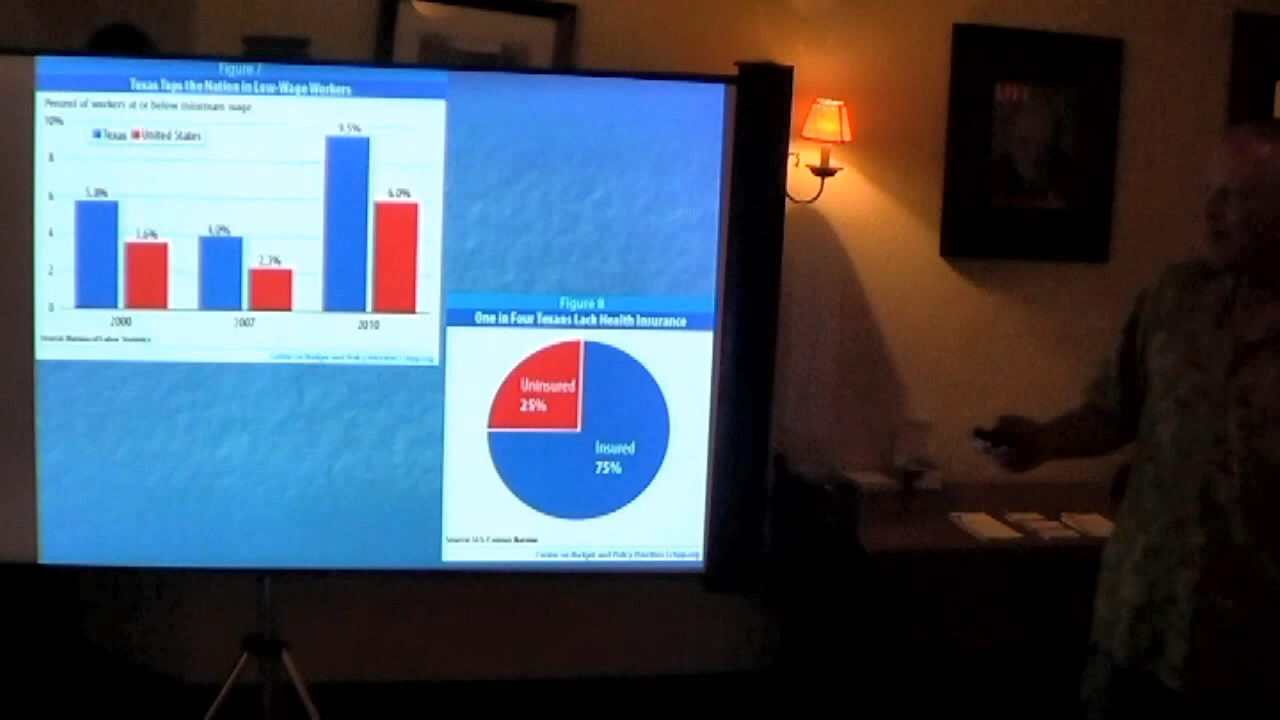 Figure 7
Texas Taps the Nation in Low-Wage Workers
Percent of workers at or below minimum wage
10%
Texas United States
8
6
4
2
0
5.8%
3.6%
4.0%
2.3%
9.5%
6.0%
2000
2007
2010
Source: Bureau of Labor Statistics
Center on Budget and Policy Priorities | cbpp.org
Figure 8
One in Four Texans Lack Health Insurance
Uninsured
25%
Insured
75%
Source: U.S. Census Bureau
Center on Budget and Policy Priorities | cbpp.org
LIFE